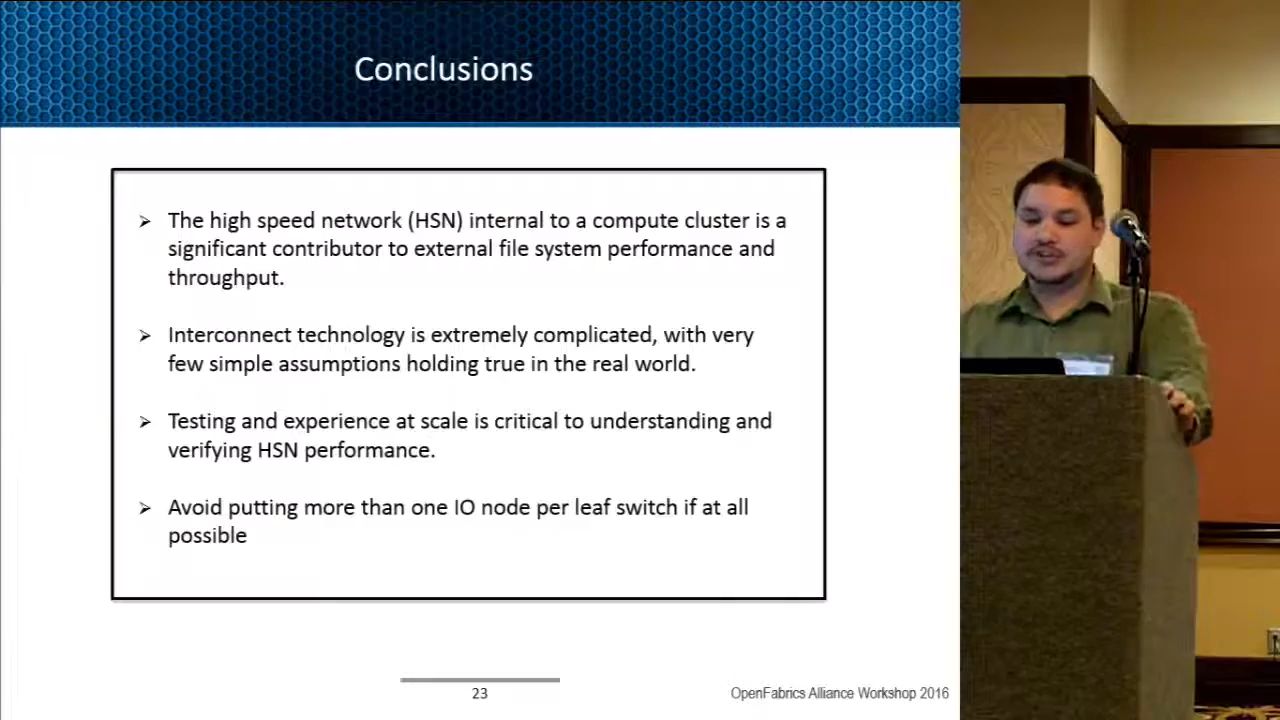 Conclusions
➢ The high speed network (HSN) internal to a compute cluster is a
significant contributor to external file system performance and
throughput.
➢ Interconnect technology is extremely complicated, with very
few simple assumptions holding true in the real world.
➢ Testing and experience at scale is critical to understanding and
verifying HSN performance.
➢ Avoid putting more than one IO node per leaf switch if at all
possible
23
OpenFabrics Alliance Workshop 2016